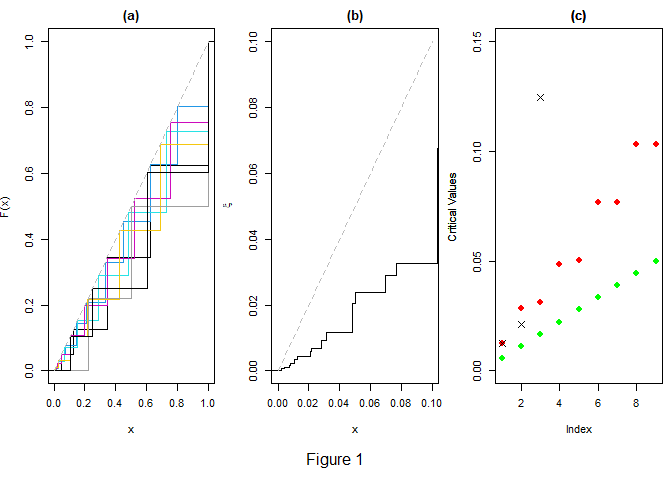 (a)
F(x)
1.0
0.8
0.6
0.4
0.2
0.0
0.0 0.2 0.4 0.6 0.8 1.0
x
(b)
ξ
0.10
0.08
0.06
0.04
0.02
0.00
0.00 0.02 0.04 0.06 0.08 0.10
x
(c)
Critical Values
0.15
0.10
0.05
0.00
2 4 6 8
Index
Figure 1